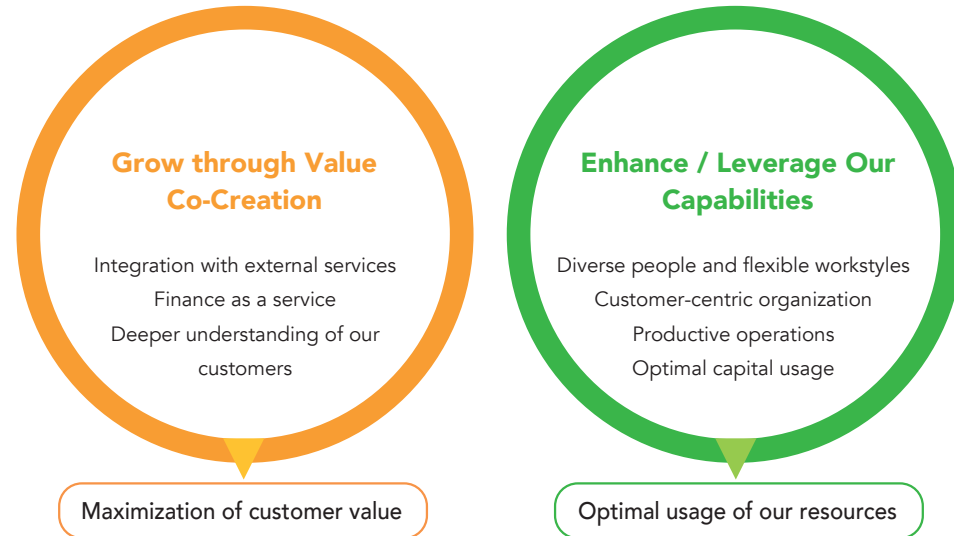 Grow through Value
Co-Creation
Integration with external services
Finance as a service
Deeper understanding of our
customers
Maximization of customer value
Enhance / Leverage Our
Capabilities
Diverse people and flexible workstyles
Customer-centric organization
Productive operations
Optimal capital usage
Optimal usage of our resources